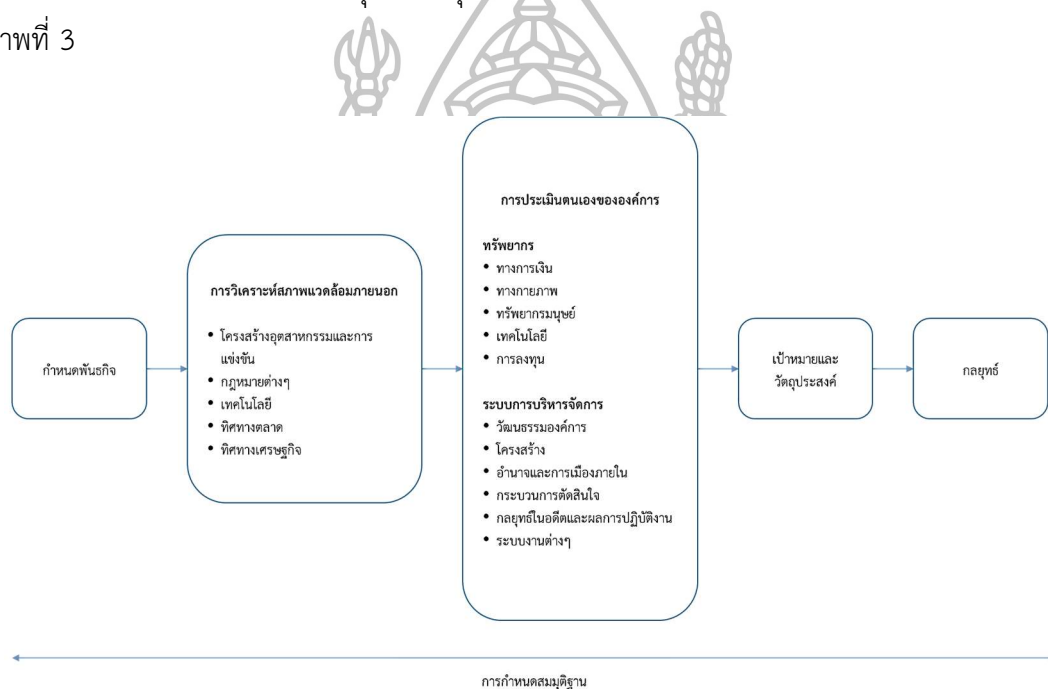 าพที่ 3
กำหนดพันธกิจ
การวิเคราะห์สภาพแวดล้อมภายนอก
• โครงสร้างอุตสาหกรรมและการ
แข่งขัน
• กฎหมายต่างๆ
• เทคโนโลยี
• ทิศทางตลาด
• ทิศทางเศรษฐกิจ
การประเมินตนเองขององค์การ
ทรัพยากร
• ทางการเงิน
• ทางกายภาพ
• ทรัพยากรมนุษย์
• เทคโนโลยี
• การลงทุน
ระบบการบริหารจัดการ
• วัฒนธรรมองค์การ
• โครงสร้าง
• อำนาจและการเมืองภายใน
• กระบวนการตัดสินใจ
• กลยุทธ์ในอดีตและผลการปฏิบัติงาน
• ระบบงานต่างๆ
เป้าหมายและ
วัตถุประสงค์
กลยุทธ์
การกำหนดสมมุติฐาน